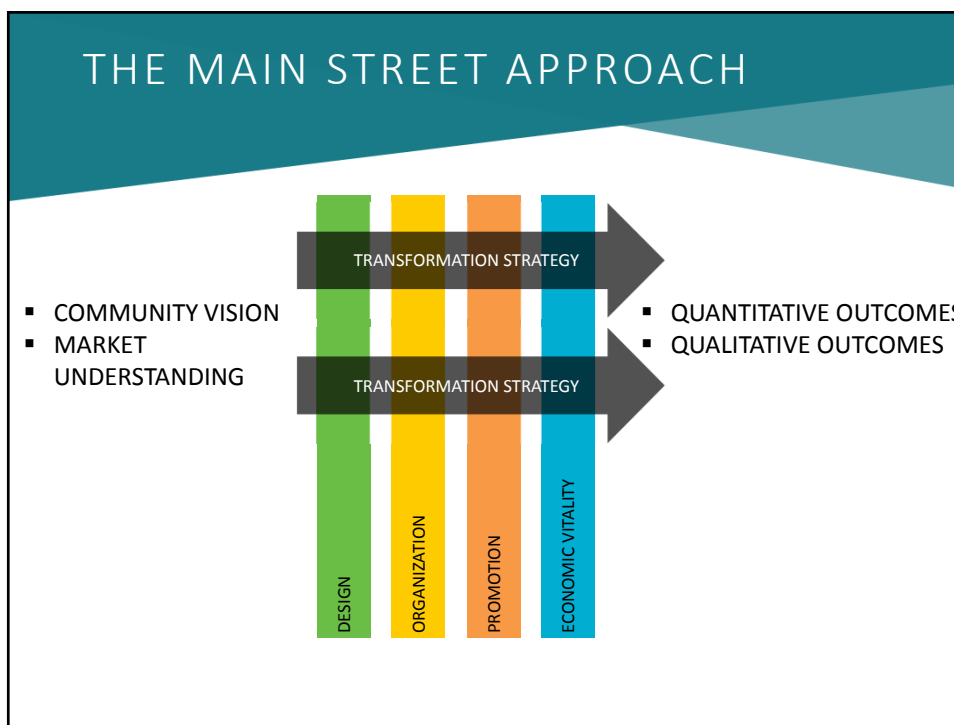 THE MAIN STREET APPROACH
▪ COMMUNITY VISION
▪ MARKET
UNDERSTANDING
TRANSFORMATION STRATEGY
TRANSFORMATION STRATEGY
DESIGN
ORGANIZATION
PROMOTION
ECONOMIC VITALITY
▪ QUANTITATIVE OUTCOMES
▪ QUALITATIVE OUTCOMES